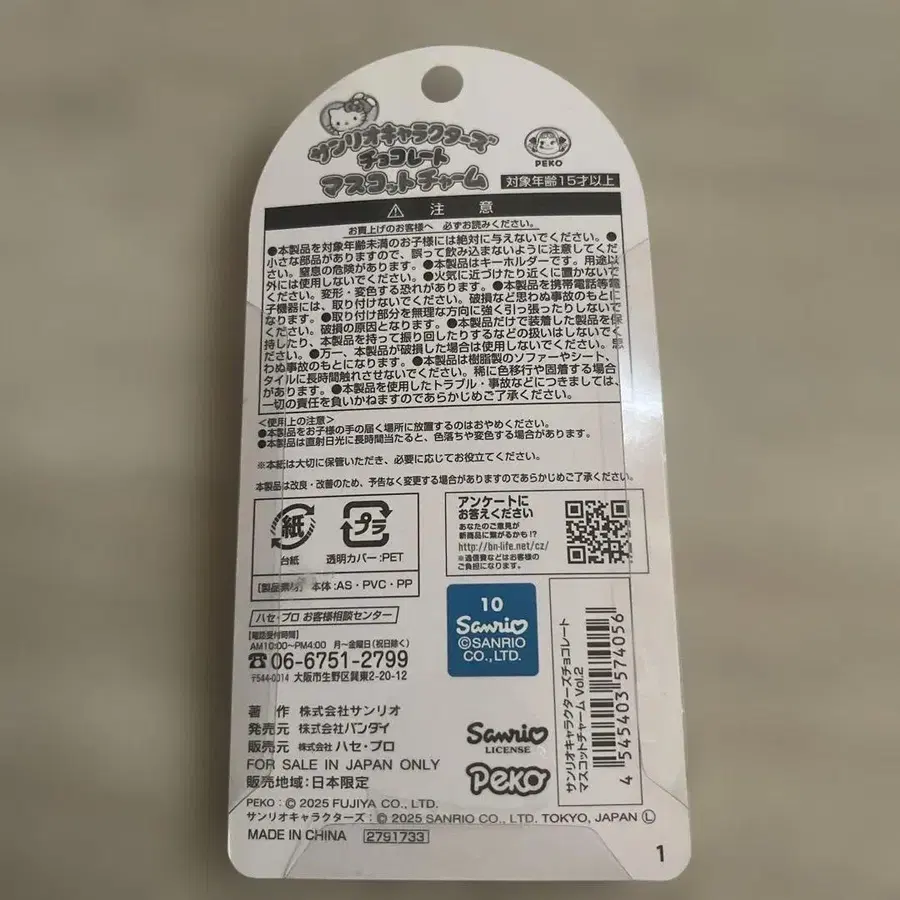 サンリオキャラクターズ
チョコレート
マスコットチャーム
PEKO
対象年齢15才以上
注 意
お買上げのお客様へ 必ずお読みください。
●本製品を対象年齢未満のお子様には絶対に与えないでください。●
小さな部品がありますので、誤って飲み込まないように注意してくだ
さい。窒息の危険があります。●本製品はキーホルダーです。用途以
外には使用しないでください。●火気に近づけたり近くに置かないで
ください。変形・変色する恐れがあります。●本製品を携帯電話等電
子機器には、取り付けないでください。破損など思わぬ事故のもとに
なります。●取り付け部分を無理な方向に強く引っ張ったりしないで
ください。破損の原因となります。●本製品だけで装着した製品を保
持したり、本製品を持って振り回したりするなどの扱いはしないでく
ださい。●万一、本製品が破損した場合は使用しないでください。思
わぬ事故のもとになります。●本製品は樹脂製のソファーやシート、
タイルに長時間触れさせないでください。稀に色移行や固着する場合
があります。●本製品を使用したトラブル・事故などにつきましては、
一切の責任を負いかねますのであらかじめご了承ください。
<使用上の注意>
●本製品をお子様の手の届く場所に放置するのはおやめください。
●本製品は直射日光に長時間当たると、色落ちや変色する場合があります。
※本紙は大切に保管いただき、必要に応じてお役立てください。
本製品は改良・改善のため、予告なく変更する場合がありますのであらかじめご了承ください。
紙
台紙
プラ
透明カバー:PET
【製品素材】 本体:AS・PVC・PP
アンケートに
お答えください
あなたのご意見が
新商品に繋がるかも!?
http://bn-life.net/cz/
※通信費などはお客様の
ご負担になります。
ハセ・プロ お客様相談センター
【電話受付時間】
AM10:00~PM4:00 月~金曜日(祝日除く)
☎06-6751-2799
〒544-0014 大阪市生野区巽東2-20-12
10
Sanrio
©SANRIO
CO.,LTD.
著 作 株式会社サンリオ
発売元 株式会社バンダイ
販売元 株式会社 ハセ・プロ
FOR SALE IN JAPAN ONLY
販売地域:日本限定
Sanrio
LICENSE
PeKo
サンリオキャラクターズチョコレート
マスコットチャーム Vol.2
4 545403 574056
PEKO:© 2025 FUJIYA CO., LTD.
サンリオキャラクターズ:© 2025 SANRIO CO., LTD. TOKYO, JAPAN Ⓛ
MADE IN CHINA 2791733
1